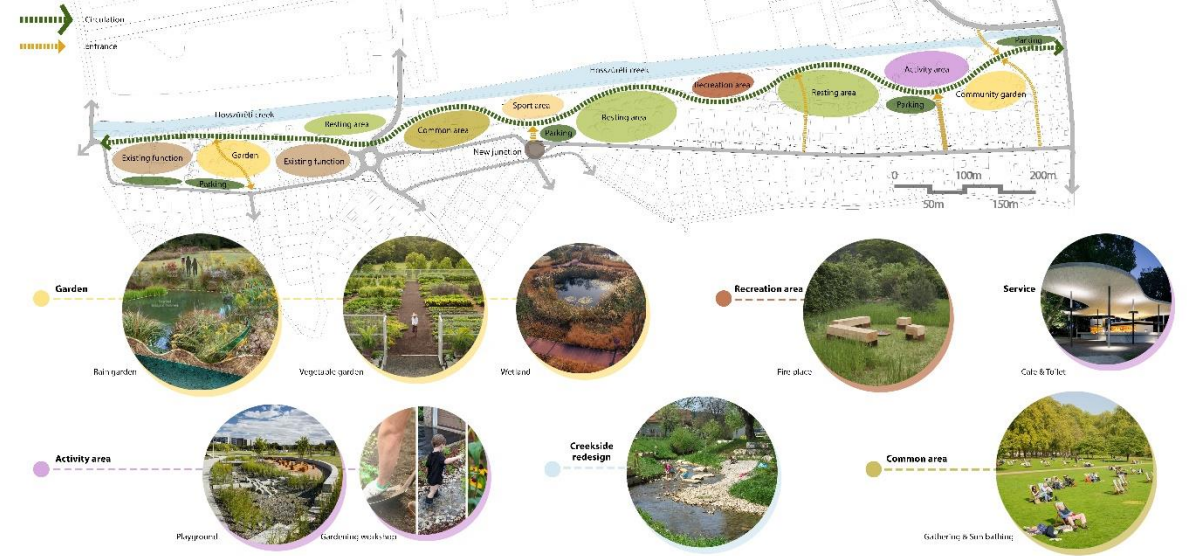 Circulation
entrance
Parking
Hosszúréti creek
Activity area
Recreation area
Resting area
Parking
Community garden
Hosszúréti creek
Sport area
Resting area
Common area
Resting area
Parking
New junction
Existing function
Garden
Existing function
Parking
0 100m 200m
50m 150m
Garden
Recreation area
Service
Rain garden
Vegetable garden
Wetland
Fire place
Cafe & Toilet
Activity area
Creekside
redesign
Common area
Playground
Gardening workshop
Gathering & Sun bathing